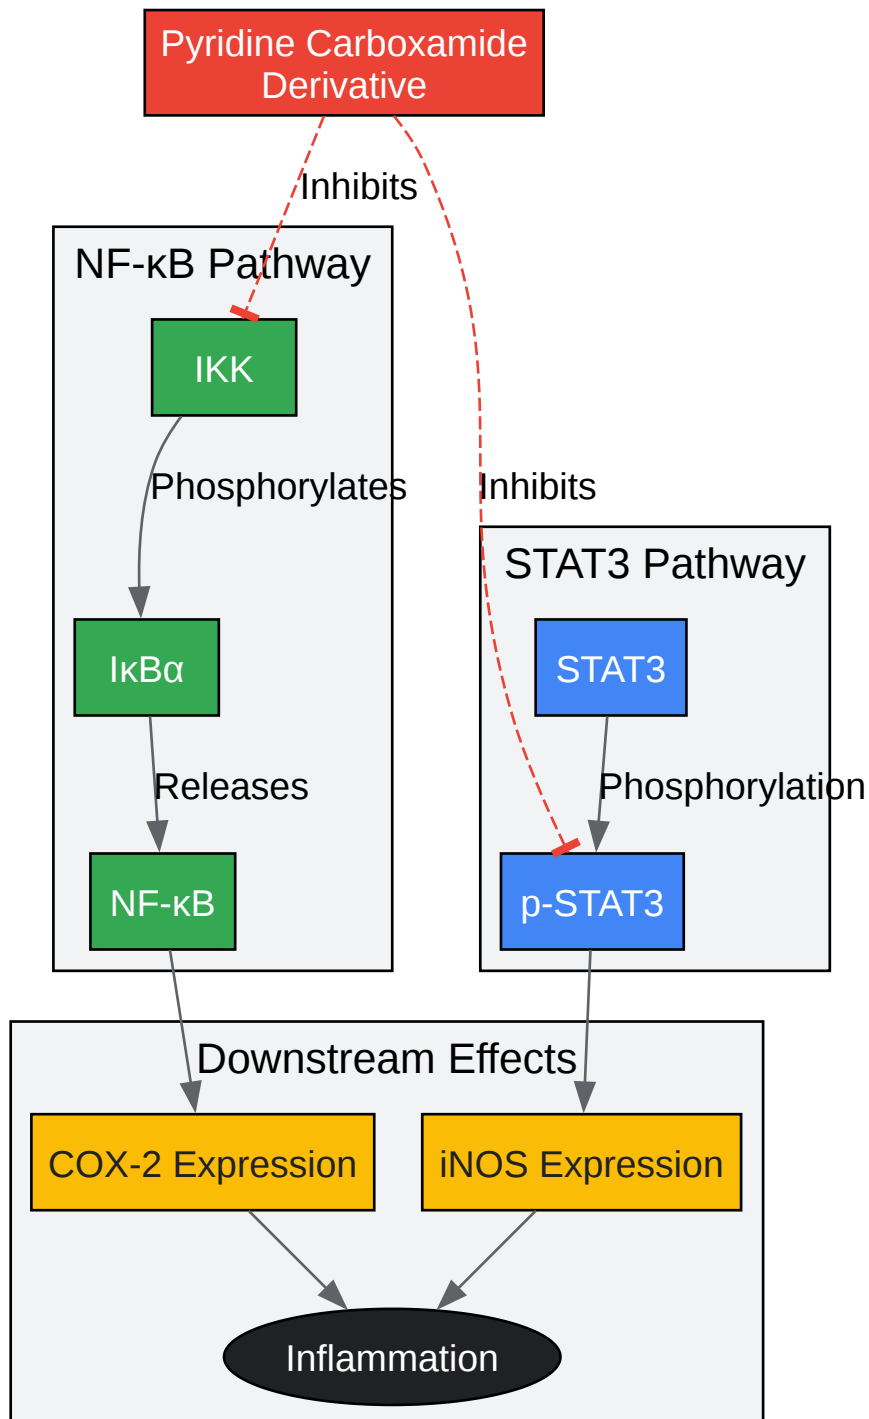 Pyridine Carboxamide
Derivative
Inhibits
NF-κB Pathway
IKK
Phosphorylates
Inhibits
STAT3 Pathway
IκBα
STAT3
Releases
Phosphorylation
NF-κB
p-STAT3
Downstream Effects
COX-2 Expression
iNOS Expression
Inflammation